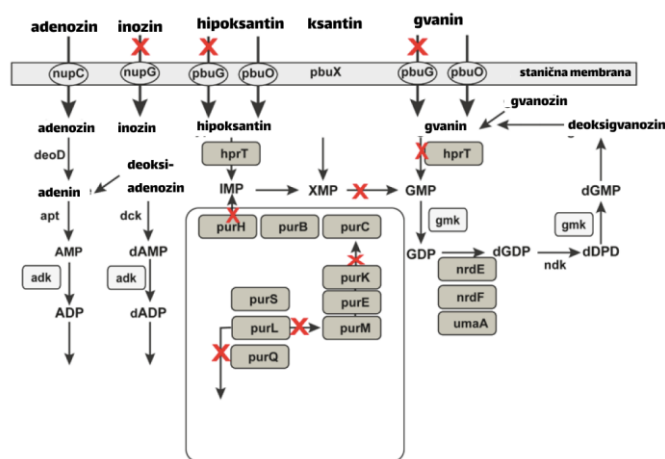 adenozin inozin hipoksantin ksantin gvanin
nupC nupG pbuG pbuO pbuX pbuG pbuO stanična membrana
gvanozin
adenozin inozin hipoksantin gvanin deoksigvanozin
deoD hprT hprT
deoksi-
adenozin
adenin IMP XMP GMP dGMP
apt dck purH purB purC gmk gmk
AMP dAMP GDP dGDP dDPD
adk adk purK nrdE ndk
purS purE nrdF
ADP dADP purL purM umaA
purQ